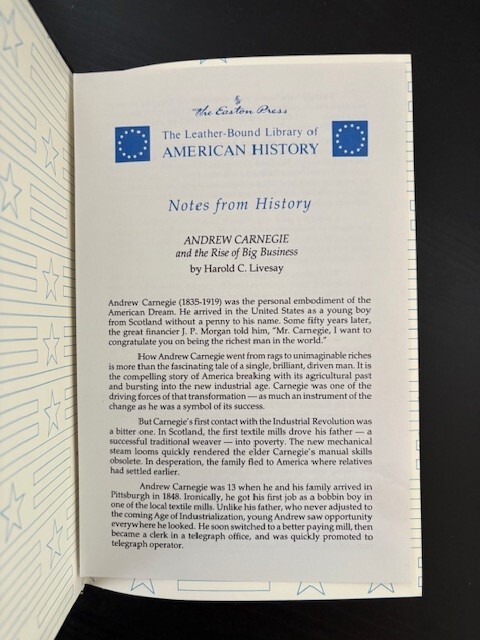 The Easton Press
The Leather-Bound Library of
AMERICAN HISTORY
Notes from History
ANDREW CARNEGIE
and the Rise of Big Business
by Harold C. Livesay
Andrew Carnegie (1835-1919) was the personal embodiment of the
American Dream. He arrived in the United States as a young boy
from Scotland without a penny to his name. Some fifty years later,
the great financier J. P. Morgan told him, "Mr. Carnegie, I want to
congratulate you on being the richest man in the world."
How Andrew Carnegie went from rags to unimaginable riches
is more than the fascinating tale of a single, brilliant, driven man. It is
the compelling story of America breaking with its agricultural past
and bursting into the new industrial age. Carnegie was one of the
driving forces of that transformation — as much an instrument of the
change as he was a symbol of its success.
But Carnegie's first contact with the Industrial Revolution was
a bitter one. In Scotland, the first textile mills drove his father — a
successful traditional weaver — into poverty. The new mechanical
steam looms quickly rendered the elder Carnegie's manual skills
obsolete. In desperation, the family fled to America where relatives
had settled earlier.
Andrew Carnegie was 13 when he and his family arrived in
Pittsburgh in 1848. Ironically, he got his first job as a bobbin boy in
one of the local textile mills. Unlike his father, who never adjusted to
the coming Age of Industrialization, young Andrew saw opportunity
everywhere he looked. He soon switched to a better paying mill, then
became a clerk in a telegraph office, and was quickly promoted to
telegraph operator.